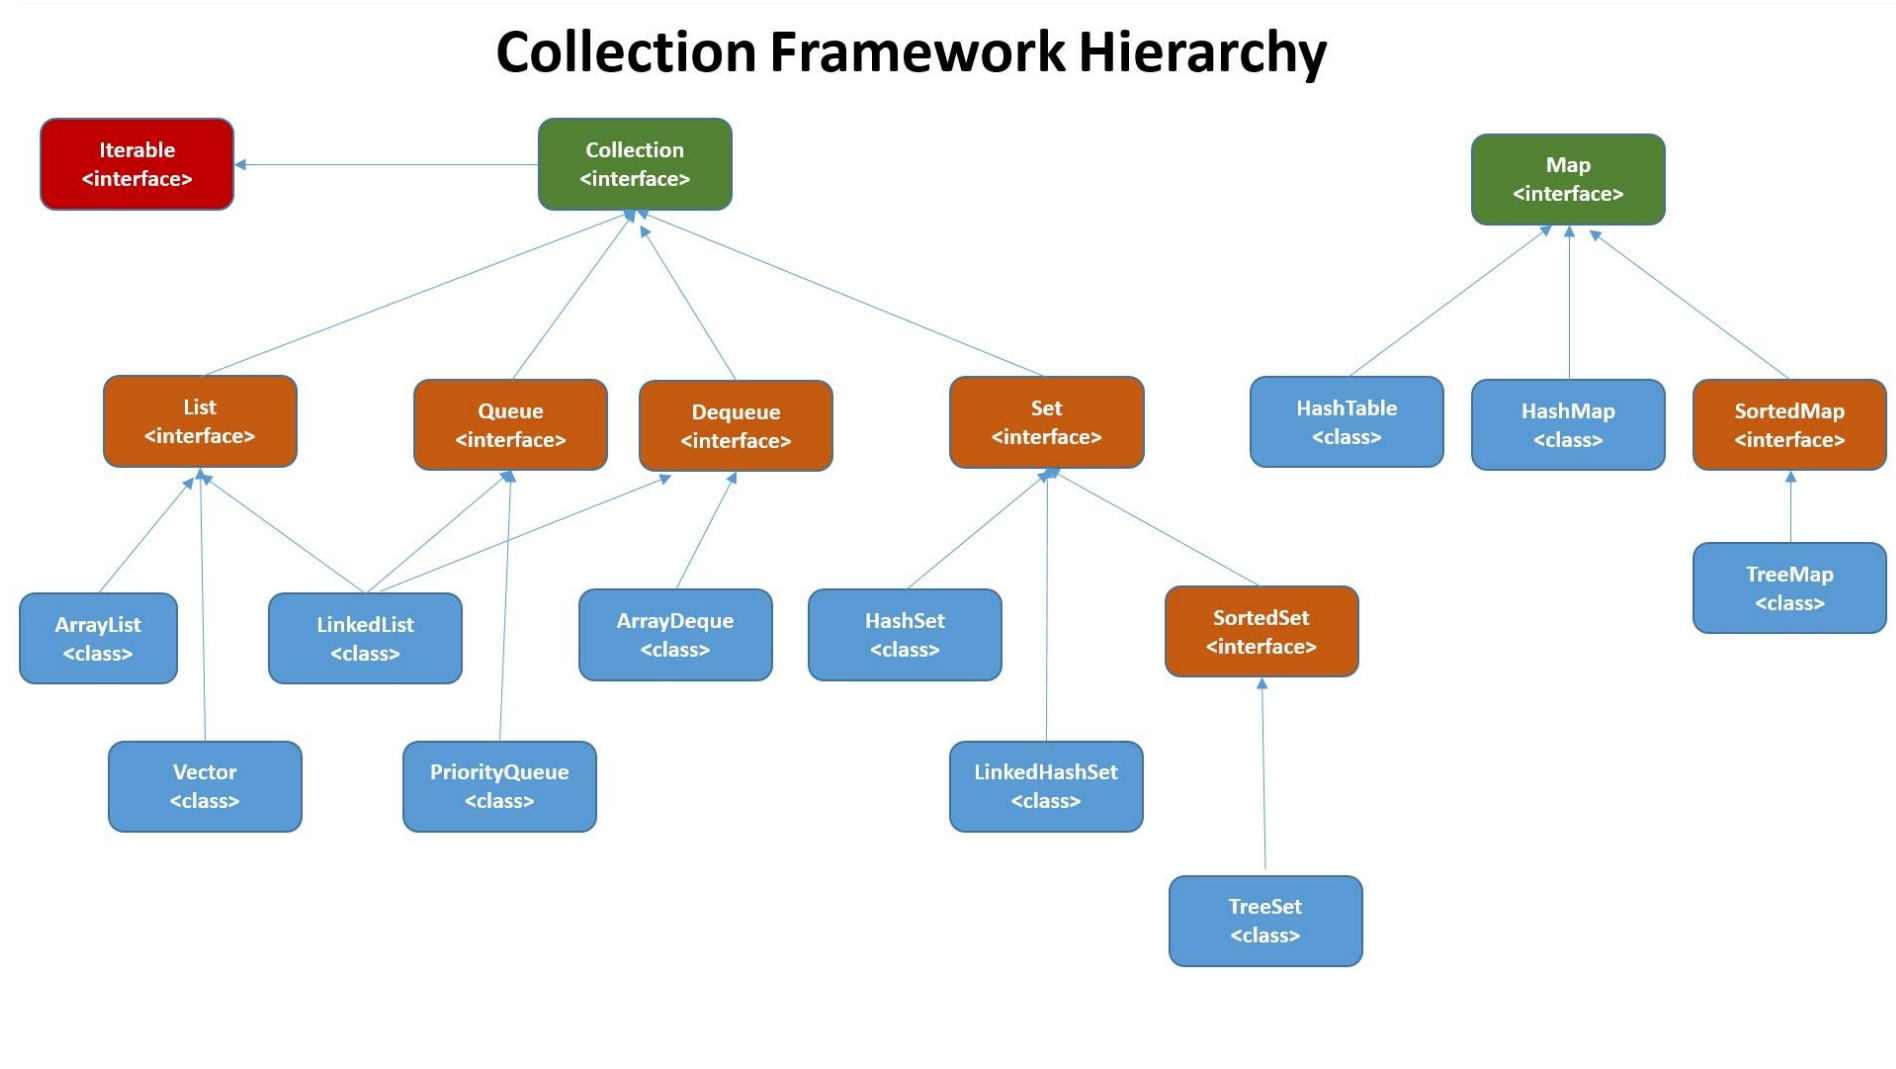 Collection Framework Hierarchy
Iterable
<interface>
Collection
<interface>
Map
<interface>
List
<interface>
Queue
<interface>
Dequeue
<interface>
Set
<interface>
HashTable
<class>
HashMap
<class>
SortedMap
<interface>
ArrayList
<class>
LinkedList
<class>
ArrayDeque
<class>
HashSet
<class>
SortedSet
<interface>
TreeMap
<class>
Vector
<class>
PriorityQueue
<class>
LinkedHashSet
<class>
TreeSet
<class>